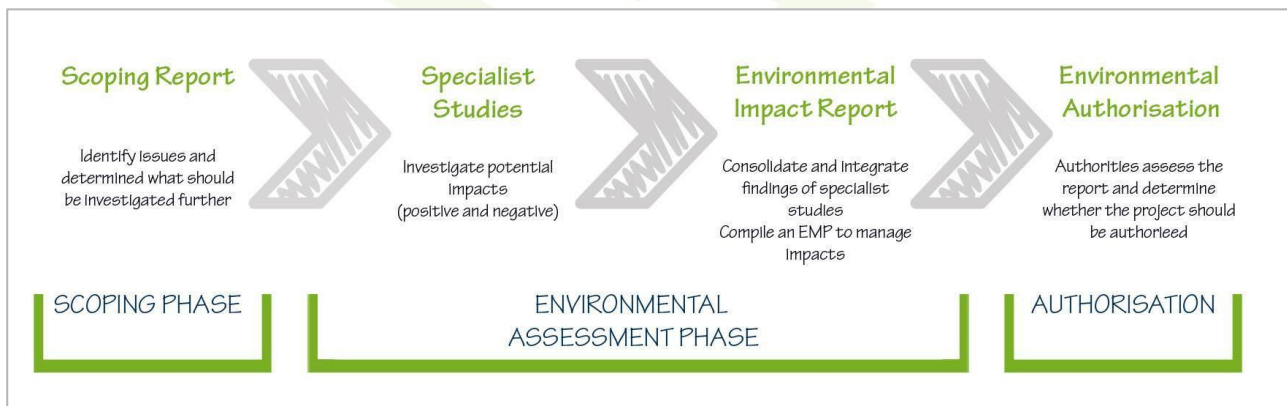 Scoping Report
Identify issues and
determined what should
be investigated further
Specialist
Studies
Investigate potential
impacts
(positive and negative)
Environmental
Impact Report
Consolidate and integrate
findings of specialist
studies
Compile an EMP to manage
impacts
Environmental
Authorisation
Authorities assess the
report and determine
whether the project should
be authorieed
SCOPING PHASE
ENVIRONMENTAL
ASSESSMENT PHASE
AUTHORISATION